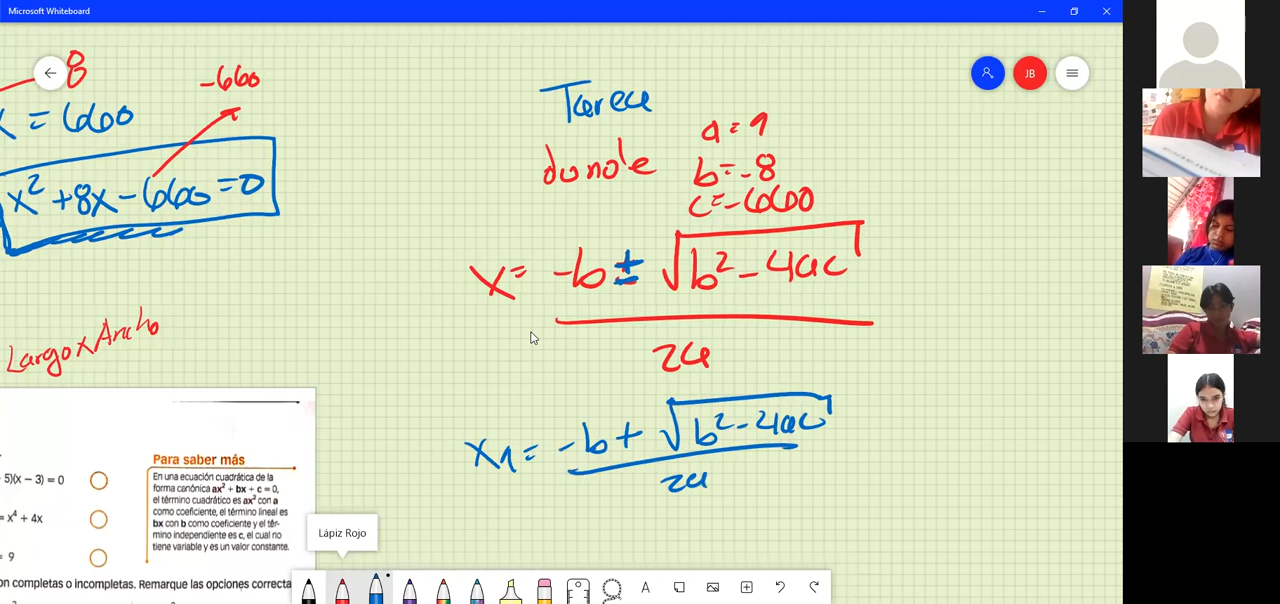 Microsoft Whiteboard
8
-660
x = 660
x² + 8x - 660 = 0
Largo x Ancho
Tarea
donde
a = 1
b = -8
c = -6600
x = -b ± √b² - 4ac
2a
x1 = -b + √b² - 4ac
2a
JB
5)(x − 3) = 0
= x⁴ + 4x
= 9
Para saber más
En una ecuación cuadrática de la
forma canónica ax² + bx + c = 0,
el término cuadrático es ax² con a
como coeficiente, el término lineal es
bx con b como coeficiente y el tér-
mino independiente es c, el cual no
tiene variable y es un valor constante.
on completas o incompletas. Remarque las opciones correcta
Lápiz Rojo
A